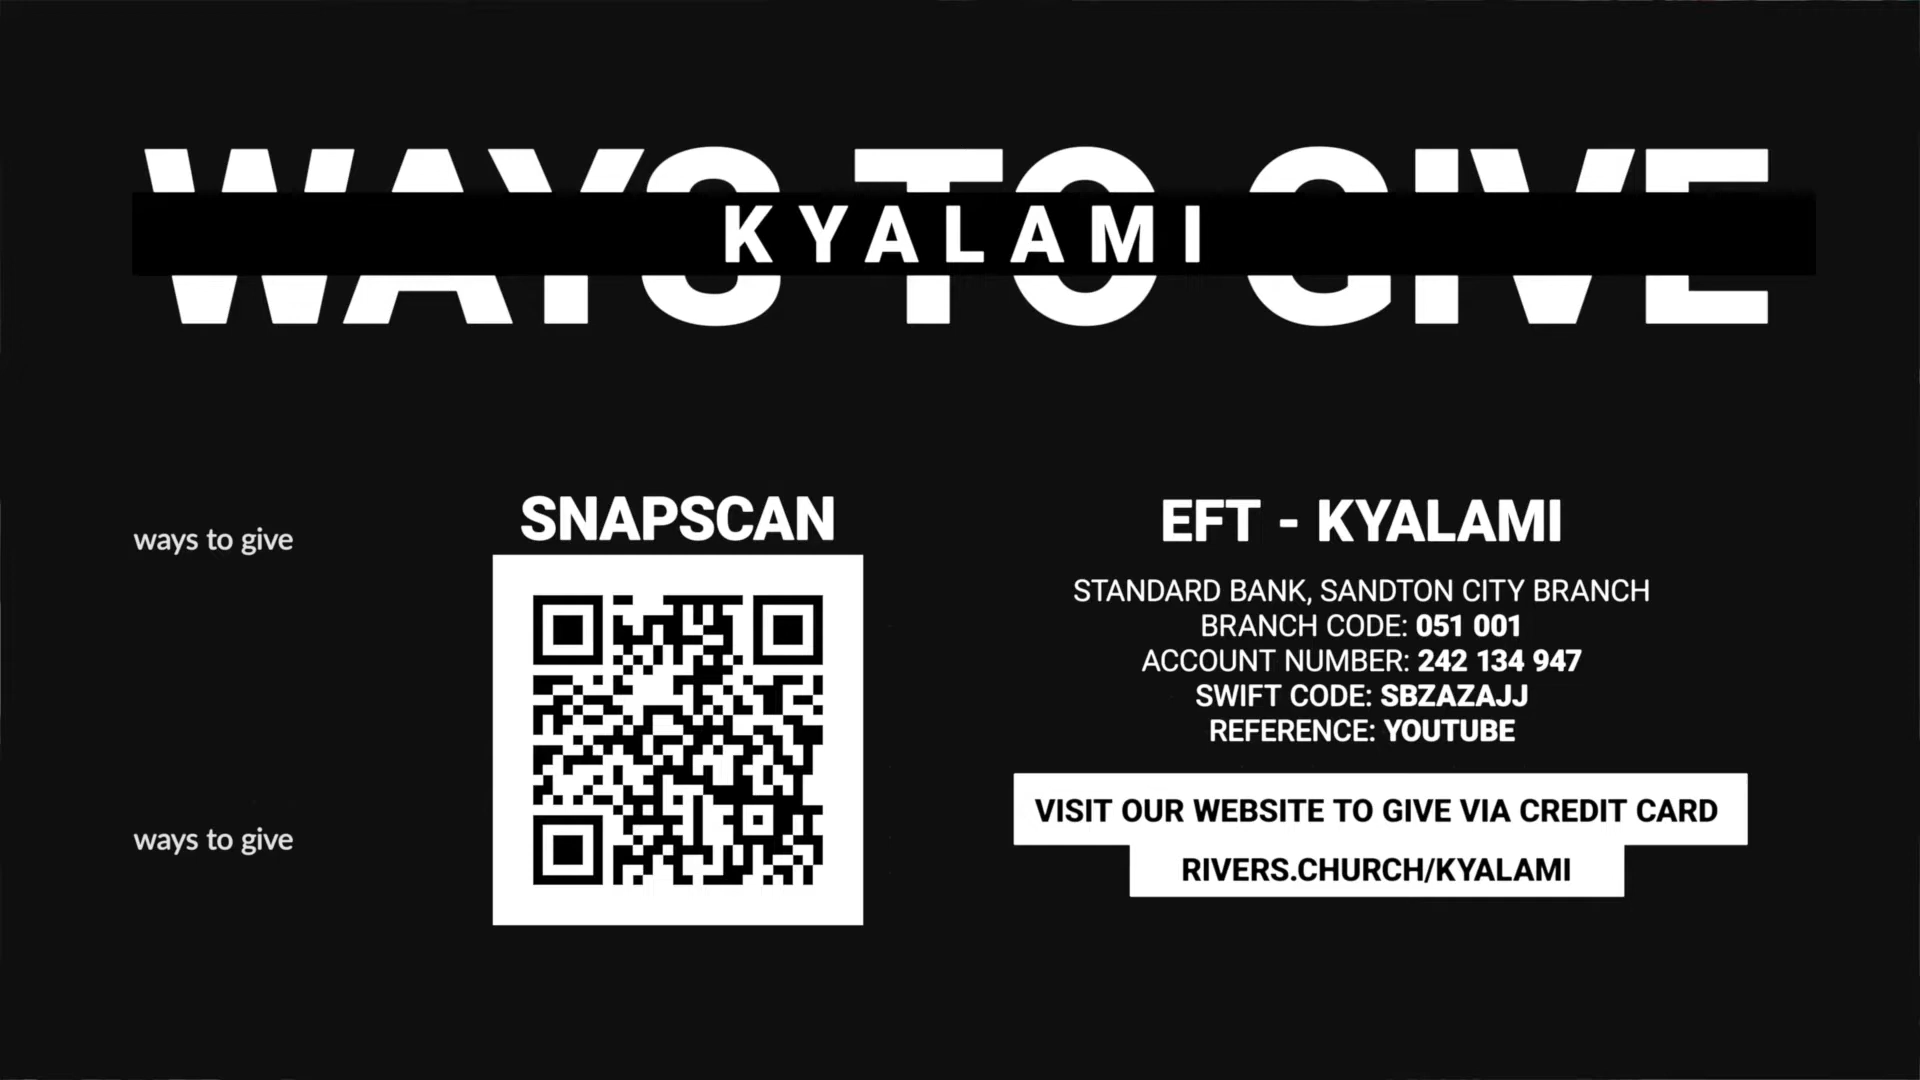 WAYS TO GIVE
KYALAMI
ways to give
ways to give
SNAPSCAN
EFT - KYALAMI
STANDARD BANK, SANDTON CITY BRANCH
BRANCH CODE: 051 001
ACCOUNT NUMBER: 242 134 947
SWIFT CODE: SBZAZAJJ
REFERENCE: YOUTUBE
VISIT OUR WEBSITE TO GIVE VIA CREDIT CARD
RIVERS.CHURCH/KYALAMI